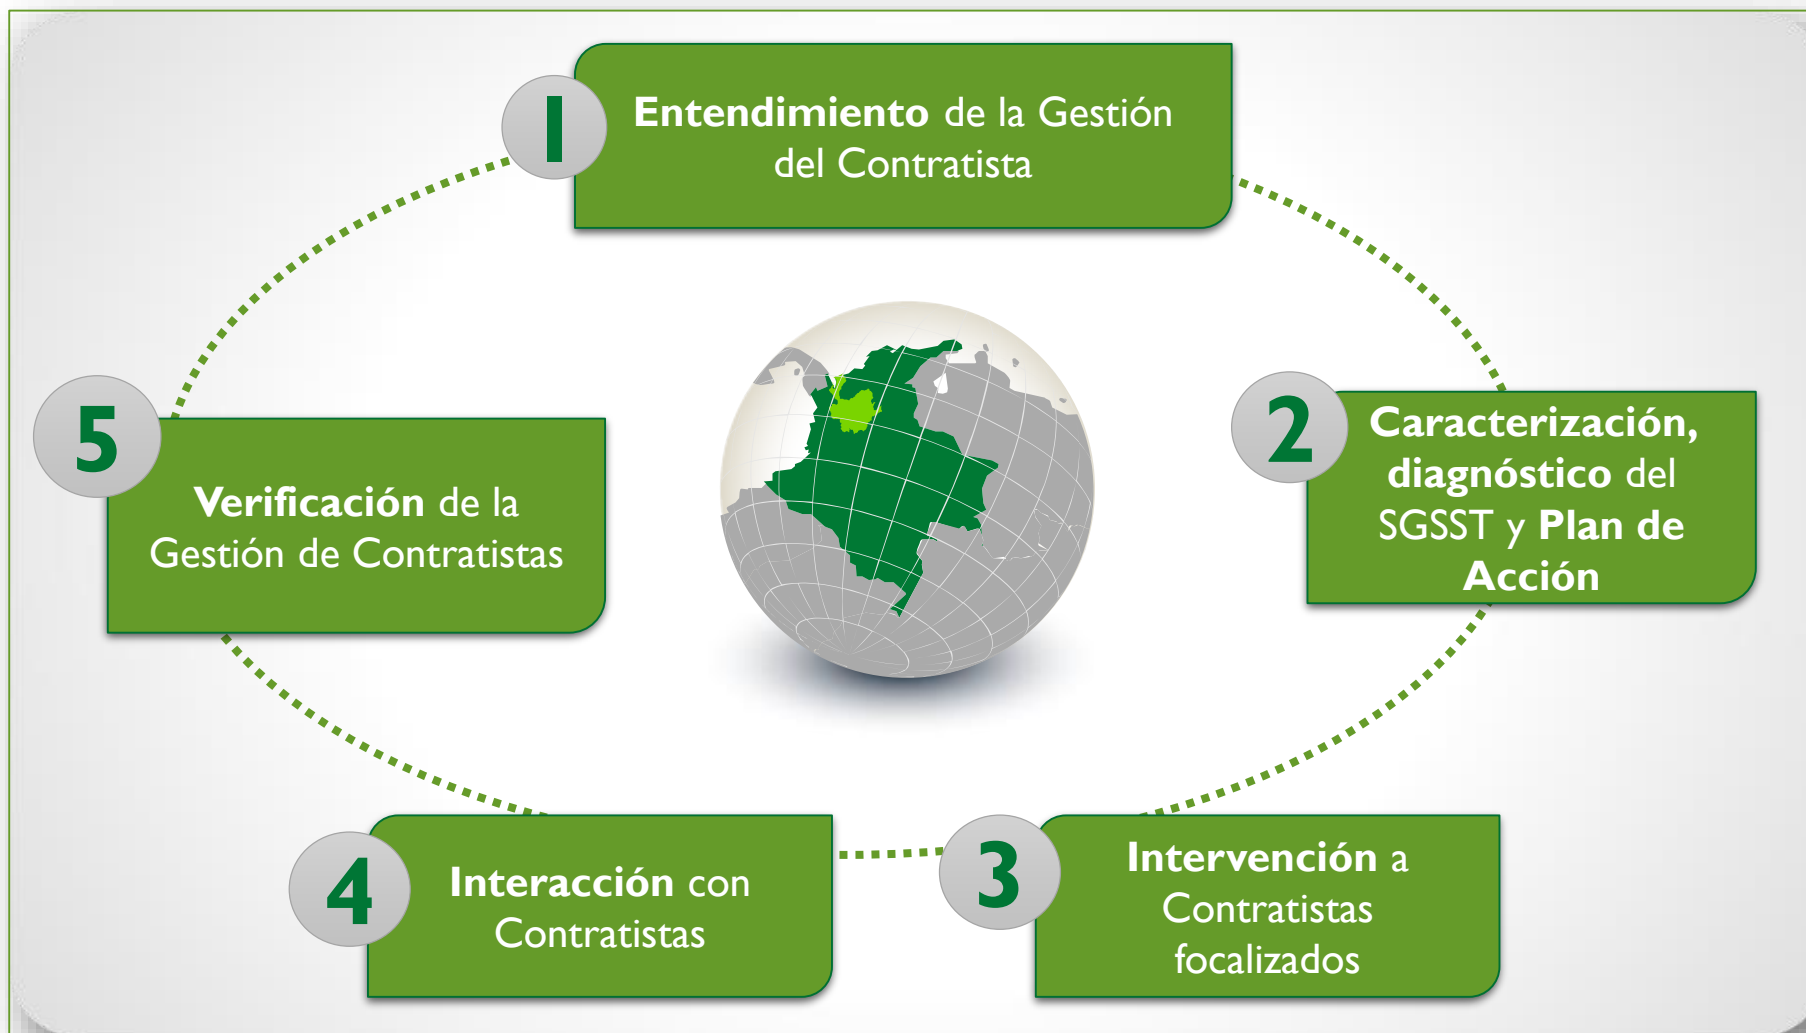 1
Entendimiento de la Gestión
del Contratista
2
Caracterización,
diagnóstico del
SGSST y Plan de
Acción
3
Intervención a
Contratistas
focalizados
4
Interacción con
Contratistas
5
Verificación de la
Gestión de Contratistas